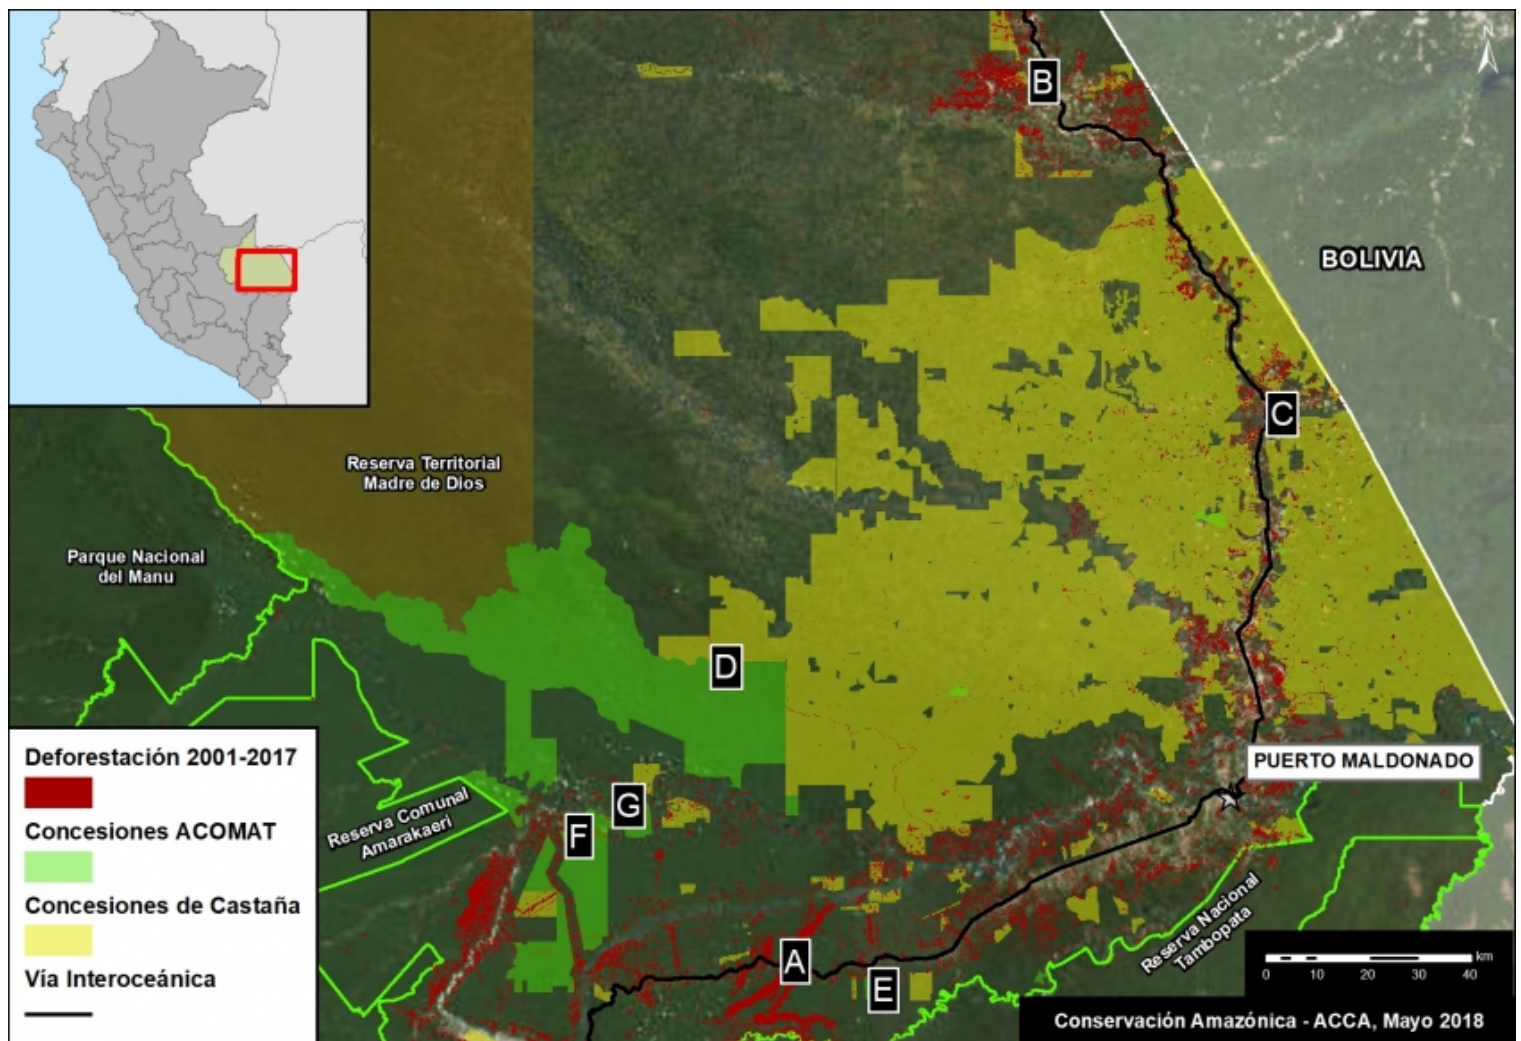 N
B
BOLIVIA
C
Reserva Territorial
Madre de Dios
Parque Nacional
del Manu
D
PUERTO MALDONADO
Deforestación 2001-2017
Concesiones ACOMAT
Concesiones de Castaña
Vía Interoceánica
Reserva Comunal
Amarakaeri
G
F
A
E
Reserva Nacional
Tambopata
km
0 10 20 30 40
Conservación Amazónica - ACCA, Mayo 2018